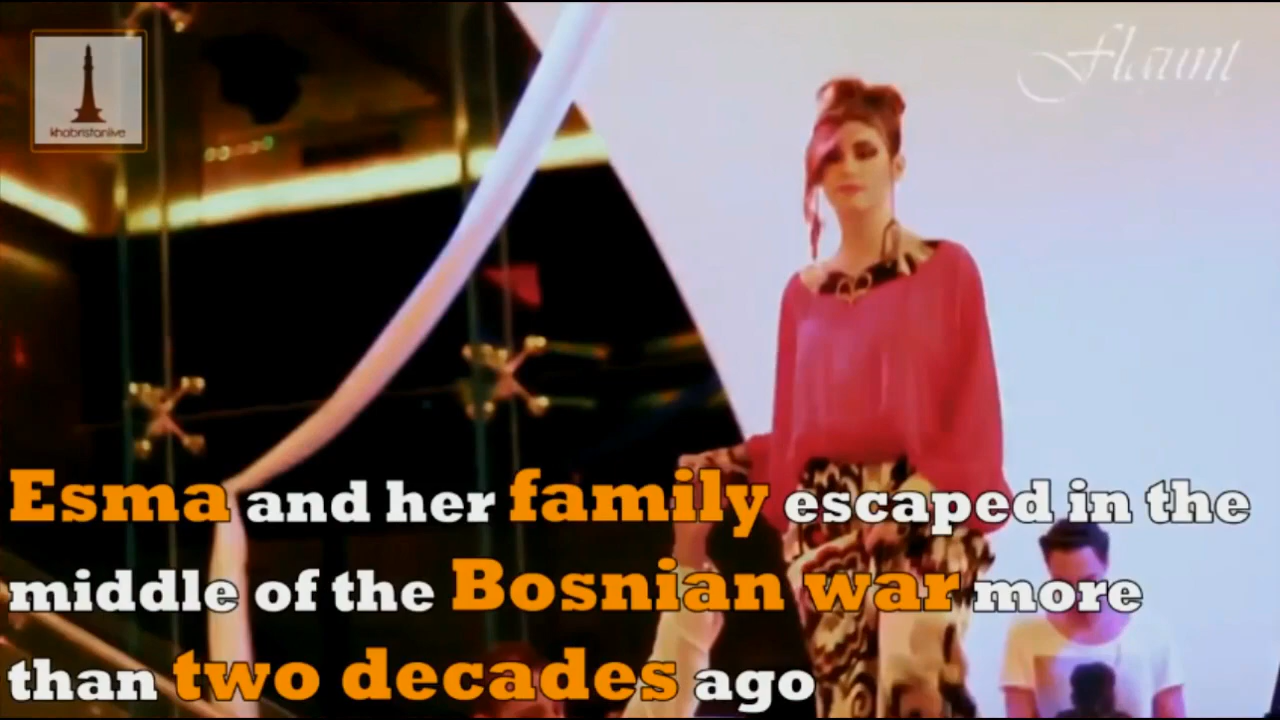 khabristanlive
flaunt
Esma and her family escaped in the
middle of the Bosnian war more
than two decades ago